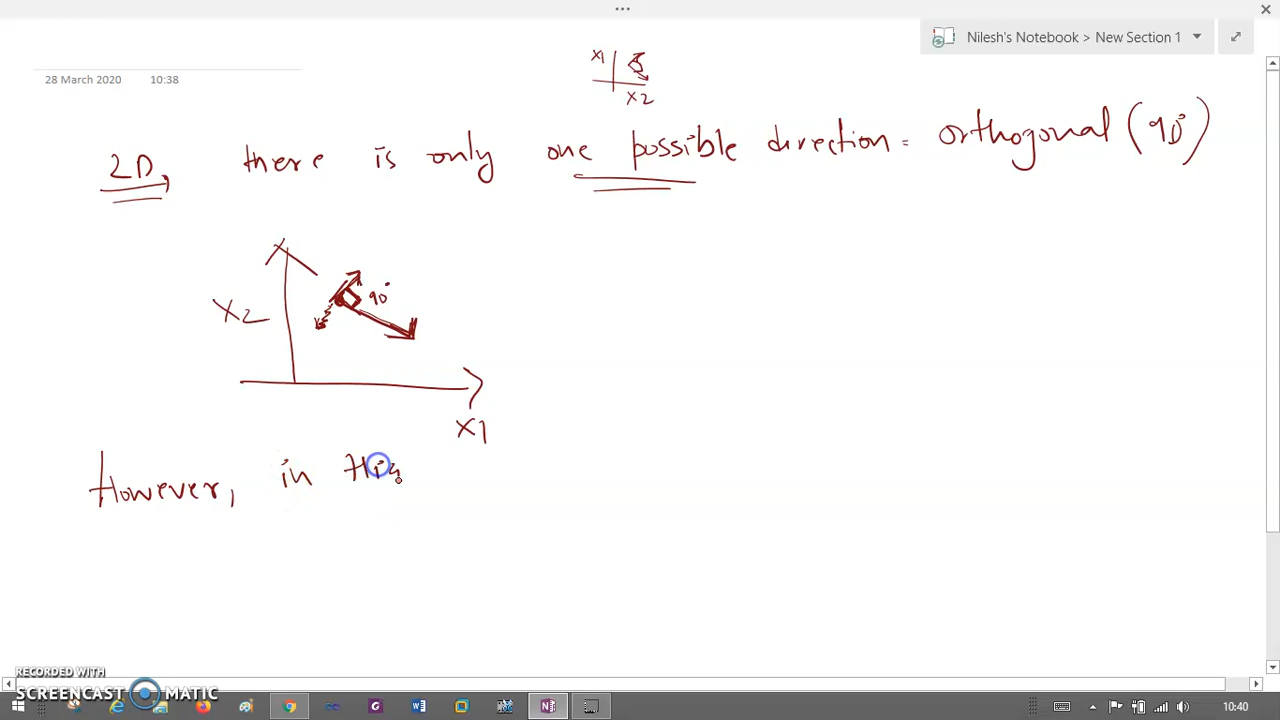 Nilesh's Notebook > New Section 1
28 March 2020 10:38
X1
X2
2D, there is only one possible direction = orthogonal (90°)
90°
X2
X1
However, in this
RECORDED WITH
SCREENCAST MATIC
10:40